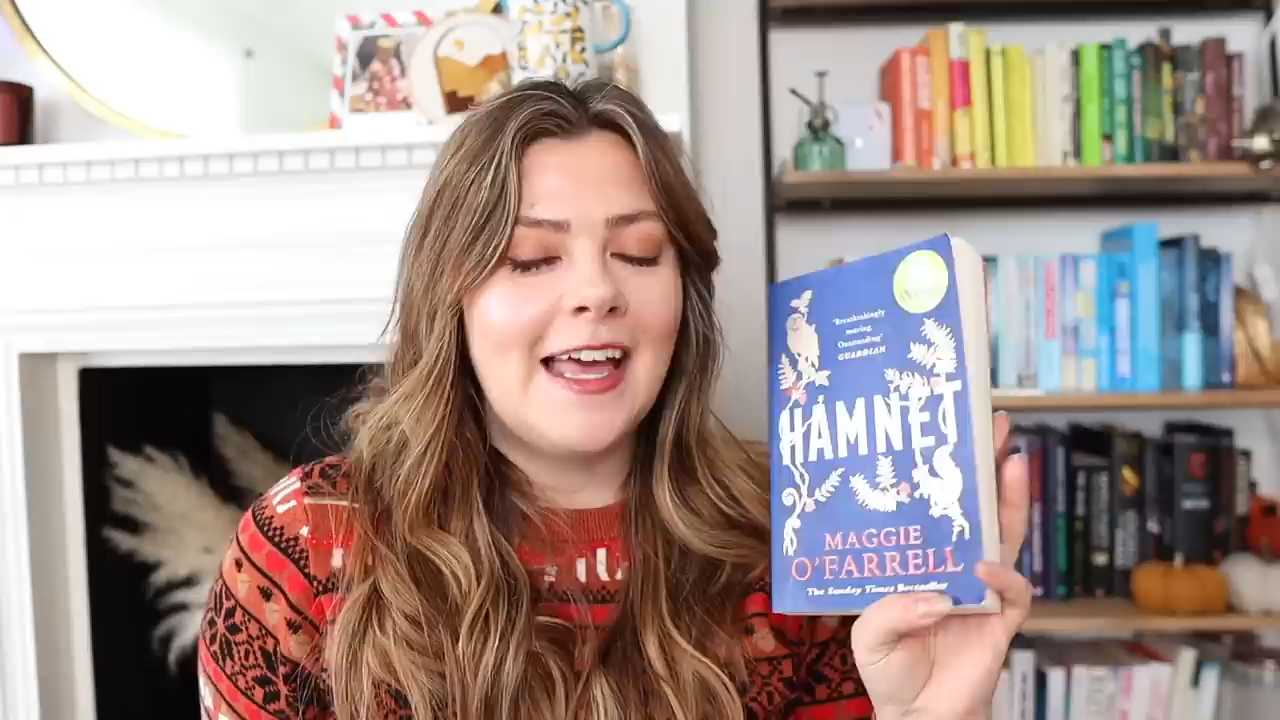 'Breathtakingly
moving.
Outstanding'
GUARDIAN
HAMNET
MAGGIE
O'FARRELL
The Sunday Times Bestseller